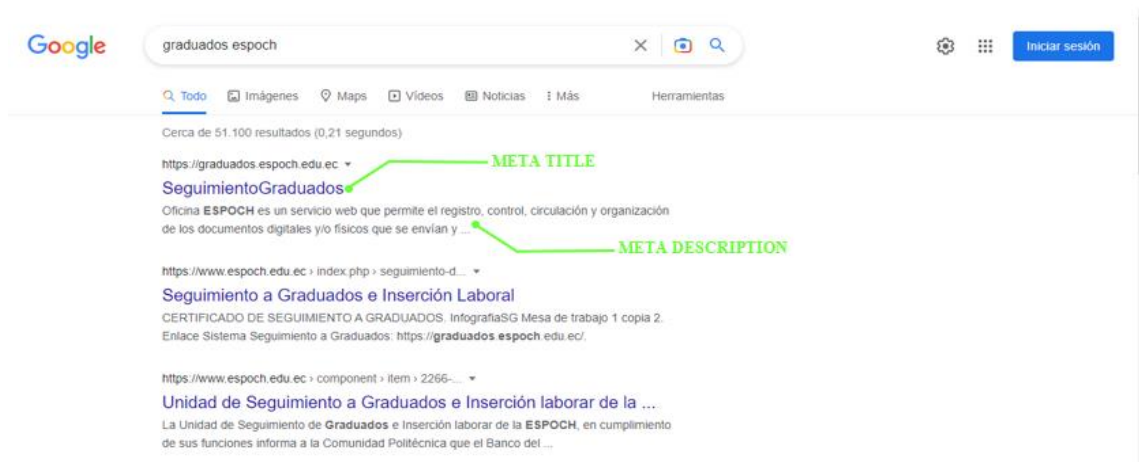 Google
graduados espoch
Iniciar sesión
Todo Imágenes Maps Vídeos Noticias Más Herramientas
Cerca de 51.100 resultados (0,21 segundos)
https://graduados.espoch.edu.ec
META TITLE
SeguimientoGraduados
Oficina ESPOCH es un servicio web que permite el registro, control, circulación y organización
de los documentos digitales y/o físicos que se envían y ...
META DESCRIPTION
https://www.espoch.edu.ec › index.php › seguimiento-d...
Seguimiento a Graduados e Inserción Laboral
CERTIFICADO DE SEGUIMIENTO A GRADUADOS. InfografiaSG Mesa de trabajo 1 copia 2.
Enlace Sistema Seguimiento a Graduados: https://graduados.espoch.edu.ec/.
https://www.espoch.edu.ec › component › item › 2266-...
Unidad de Seguimiento a Graduados e Inserción laborar de la ...
La Unidad de Seguimiento de Graduados e Inserción laborar de la ESPOCH, en cumplimiento
de sus funciones informa a la Comunidad Politécnica que el Banco del ...